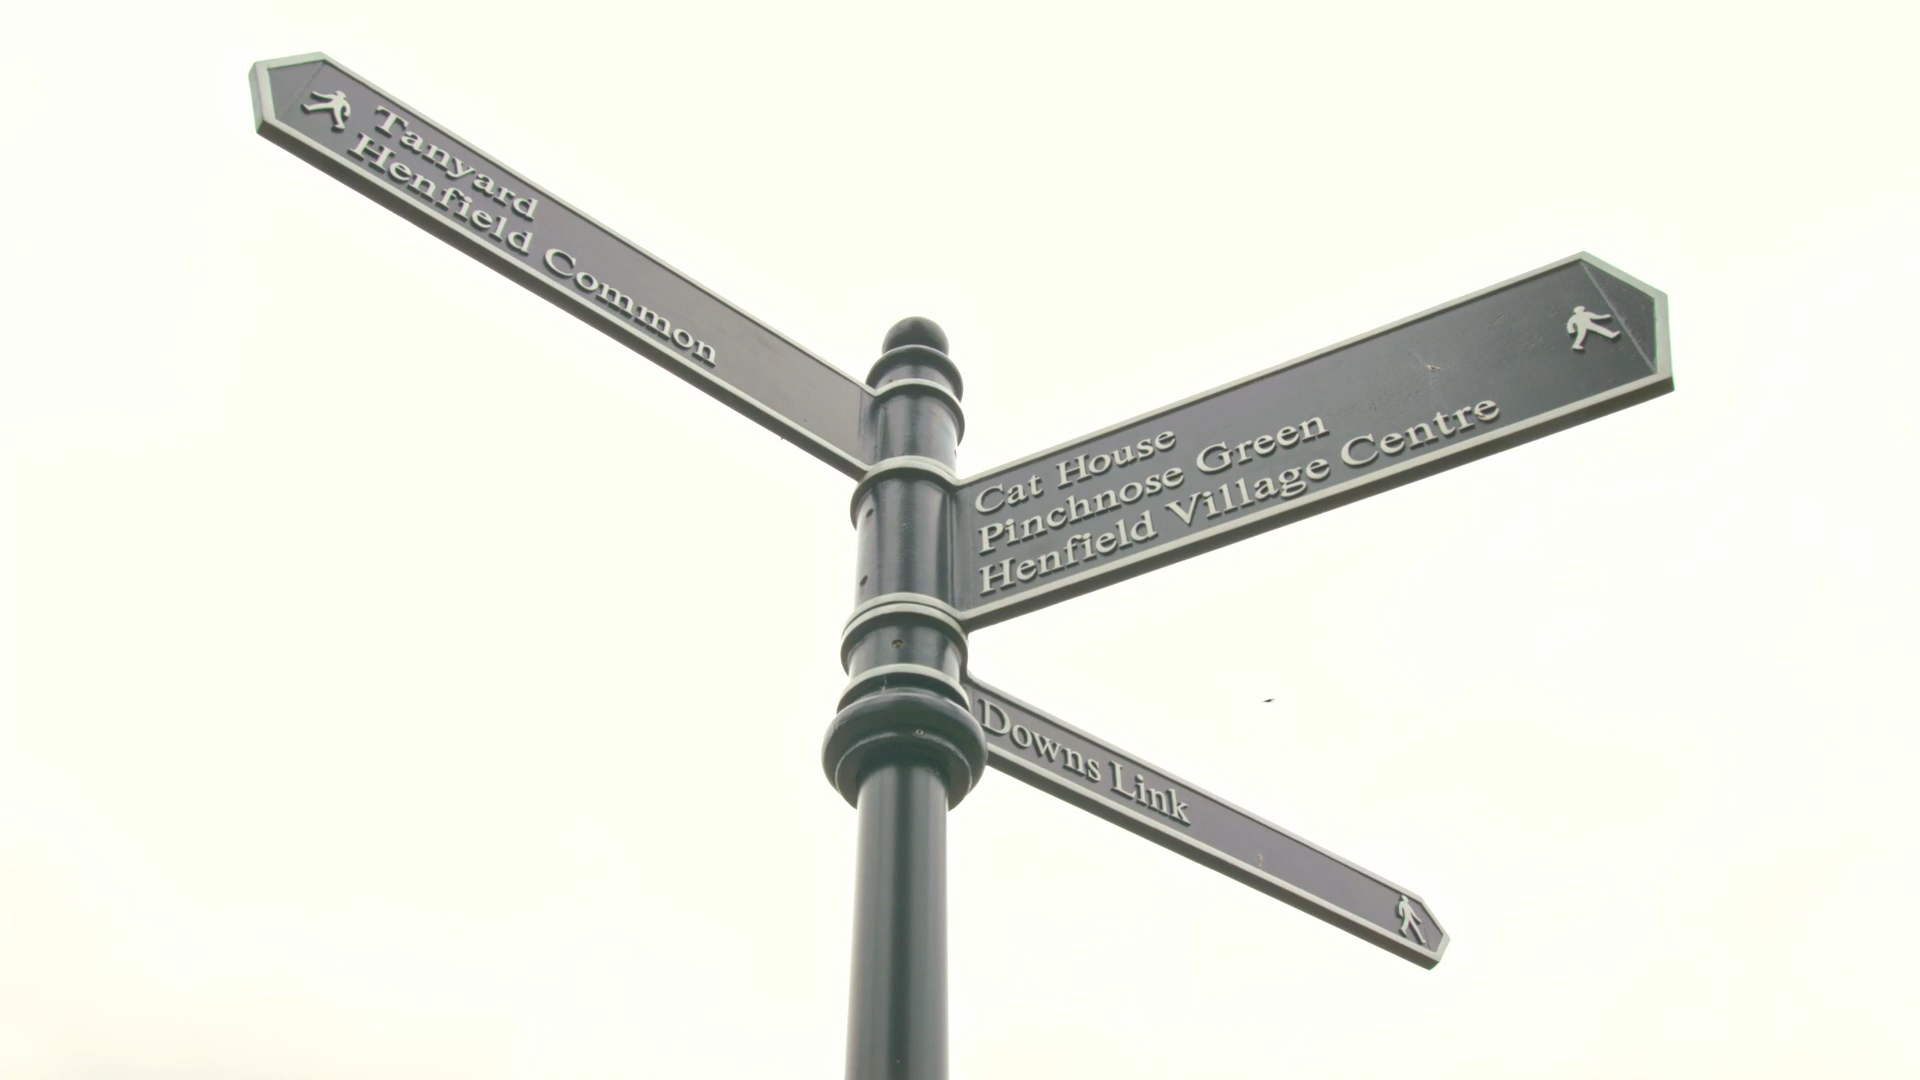 Tanyard
Henfield Common
Cat House
Pinchnose Green
Henfield Village Centre
Downs Link